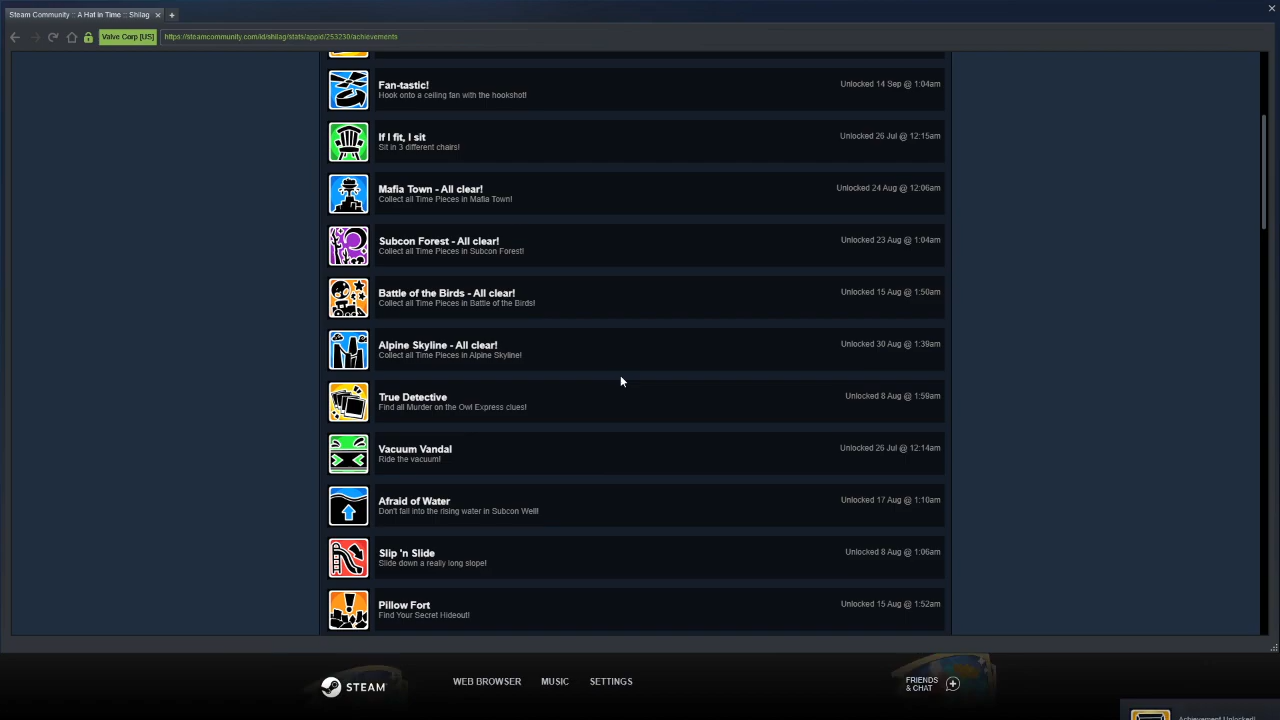 Steam Community :: A Hat in Time :: Shilag
Valve Corp [US]
https://steamcommunity.com/id/shilag/stats/appid/253230/achievements
Fan-tastic!
Unlocked 14 Sep @ 1:04am
Hook onto a ceiling fan with the hookshot!
If I fit, I sit
Unlocked 26 Jul @ 12:15am
Sit in 3 different chairs!
Mafia Town - All clear!
Unlocked 24 Aug @ 12:06am
Collect all Time Pieces in Mafia Town!
Subcon Forest - All clear!
Unlocked 23 Aug @ 1:04am
Collect all Time Pieces in Subcon Forest!
Battle of the Birds - All clear!
Unlocked 15 Aug @ 1:50am
Collect all Time Pieces in Battle of the Birds!
Alpine Skyline - All clear!
Unlocked 30 Aug @ 1:39am
Collect all Time Pieces in Alpine Skyline!
True Detective
Unlocked 8 Aug @ 1:59am
Find all Murder on the Owl Express clues!
Vacuum Vandal
Unlocked 26 Jul @ 12:14am
Ride the vacuum!
Afraid of Water
Unlocked 17 Aug @ 1:10am
Don't fall into the rising water in Subcon Well!
Slip 'n Slide
Unlocked 8 Aug @ 1:06am
Slide down a really long slope!
Pillow Fort
Unlocked 15 Aug @ 1:52am
Find Your Secret Hideout!
STEAM
WEB BROWSER
MUSIC
SETTINGS
FRIENDS
& CHAT
Achievement Unlocked!